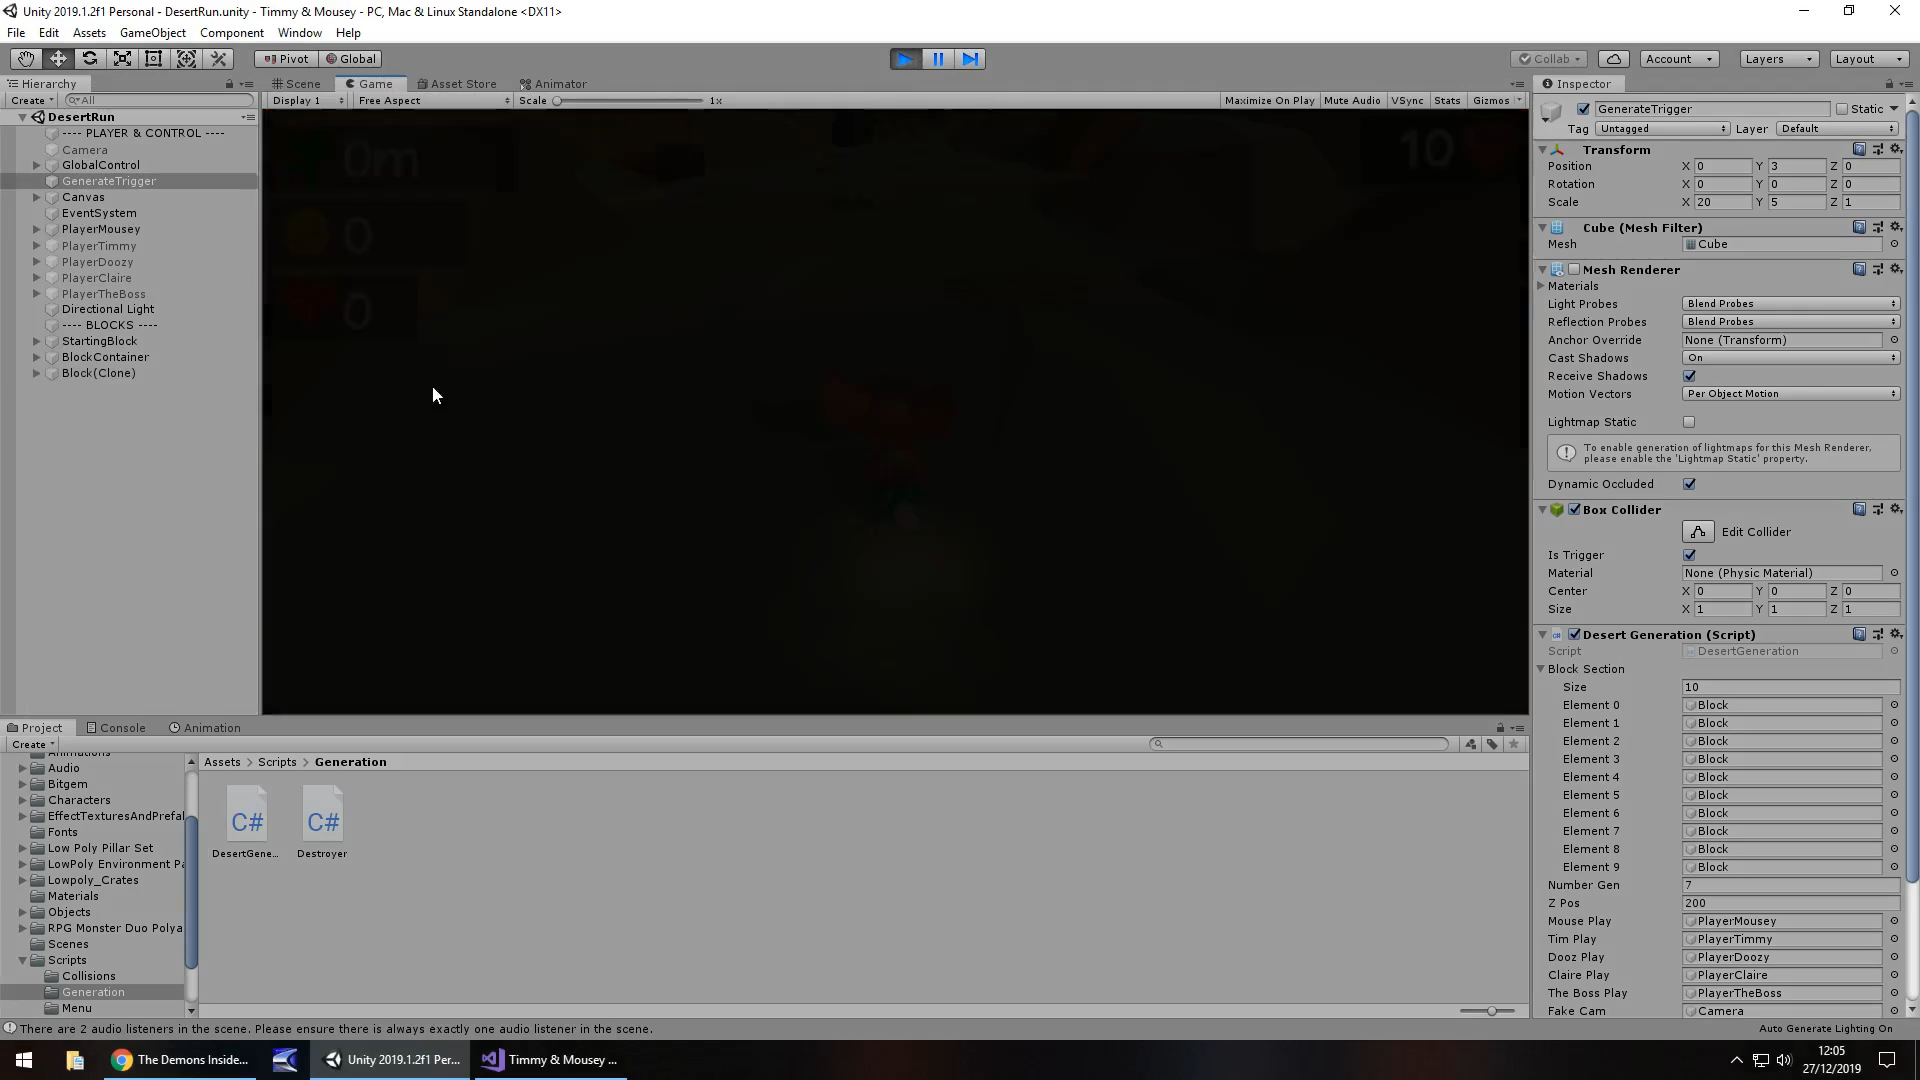 Unity 2019.1.2f1 Personal - DesertRun.unity - Timmy & Mousey - PC, Mac & Linux Standalone <DX11>
File Edit Assets GameObject Component Window Help
Pivot Global Collab Account Layers Layout
Hierarchy Scene Game Asset Store Animator Inspector
Create All Display 1 Free Aspect Scale 1x Maximize On Play Mute Audio VSync Stats Gizmos
DesertRun
---- PLAYER & CONTROL ----
Camera
GlobalControl
GenerateTrigger
Canvas
EventSystem
PlayerMousey
PlayerTimmy
PlayerDoozy
PlayerClaire
PlayerTheBoss
Directional Light
---- BLOCKS ----
StartingBlock
BlockContainer
Block(Clone)
0m
10
0
0
GenerateTrigger Static
Tag Untagged Layer Default
Transform
Position X 0 Y 3 Z 0
Rotation X 0 Y 0 Z 0
Scale X 20 Y 5 Z 1
Cube (Mesh Filter)
Mesh Cube
Mesh Renderer
Materials
Light Probes Blend Probes
Reflection Probes Blend Probes
Anchor Override None (Transform)
Cast Shadows On
Receive Shadows
Motion Vectors Per Object Motion
Lightmap Static
To enable generation of lightmaps for this Mesh Renderer,
please enable the 'Lightmap Static' property.
Dynamic Occluded
Box Collider
Edit Collider
Is Trigger
Material None (Physic Material)
Center X 0 Y 0 Z 0
Size X 1 Y 1 Z 1
Desert Generation (Script)
Script DesertGeneration
Block Section
Size 10
Element 0 Block
Element 1 Block
Element 2 Block
Element 3 Block
Element 4 Block
Element 5 Block
Element 6 Block
Element 7 Block
Element 8 Block
Element 9 Block
Number Gen 7
Z Pos 200
Mouse Play PlayerMousey
Tim Play PlayerTimmy
Dooz Play PlayerDoozy
Claire Play PlayerClaire
The Boss Play PlayerTheBoss
Fake Cam Camera
Project Console Animation
Create
Animations
Audio
Bitgem
Characters
EffectTexturesAndPrefal
Fonts
Low Poly Pillar Set
LowPoly Environment Pa
Lowpoly_Crates
Materials
Objects
RPG Monster Duo Polya
Scenes
Scripts
Collisions
Generation
Menu
Assets > Scripts > Generation
C# C#
DesertGene... Destroyer
There are 2 audio listeners in the scene. Please ensure there is always exactly one audio listener in the scene.
Auto Generate Lighting On
The Demons Inside... Unity 2019.1.2f1 Per... Timmy & Mousey ...
12:05
27/12/2019